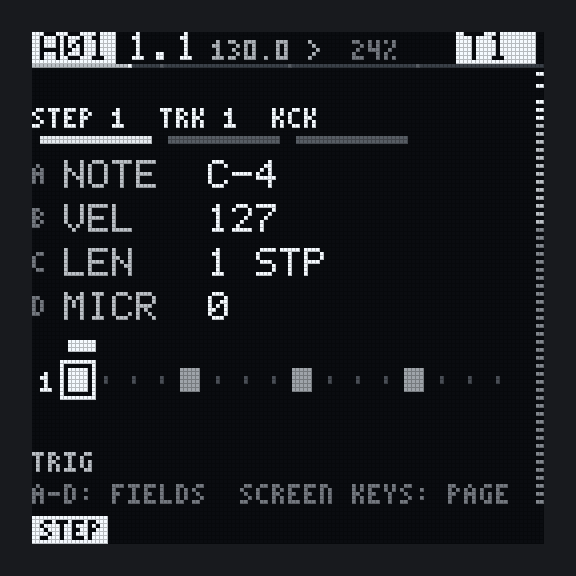 A01 1.1 130.0 > 24% T1
STEP 1 TRK 1 KCK
A NOTE C-4
B VEL 127
C LEN 1 STP
D MICR 0
1
TRIG
A-D: FIELDS SCREEN KEYS: PAGE
STEP